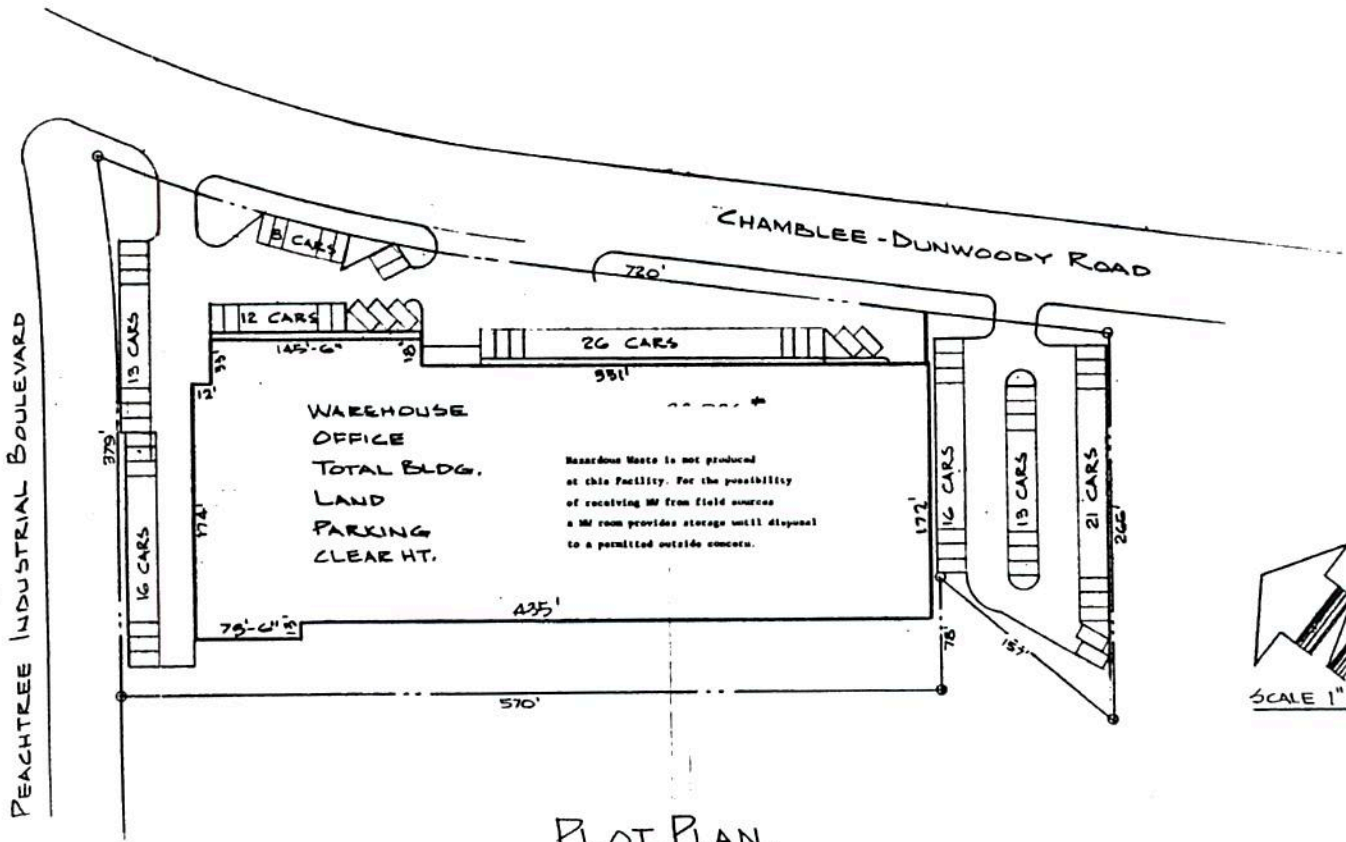 CHAMBLEE-DUNWOODY ROAD
PEACHTREE INDUSTRIAL BOULEVARD
8 CARS
720'
12 CARS
26 CARS
13 CARS
145'-6"
18'
33'
12'
WAREHOUSE
OFFICE
TOTAL BLDG.
LAND
PARKING
CLEAR HT.
Hazardous Waste is not produced
at this Facility. For the possibility
of receiving HW from field sources
a HW room provides storage until disposal
to a permitted outside concern.
379'
174'
16 CARS
172'
16 CARS
13 CARS
21 CARS
266'
435'
78'
570'
SCALE 1"
PLOT PLAN